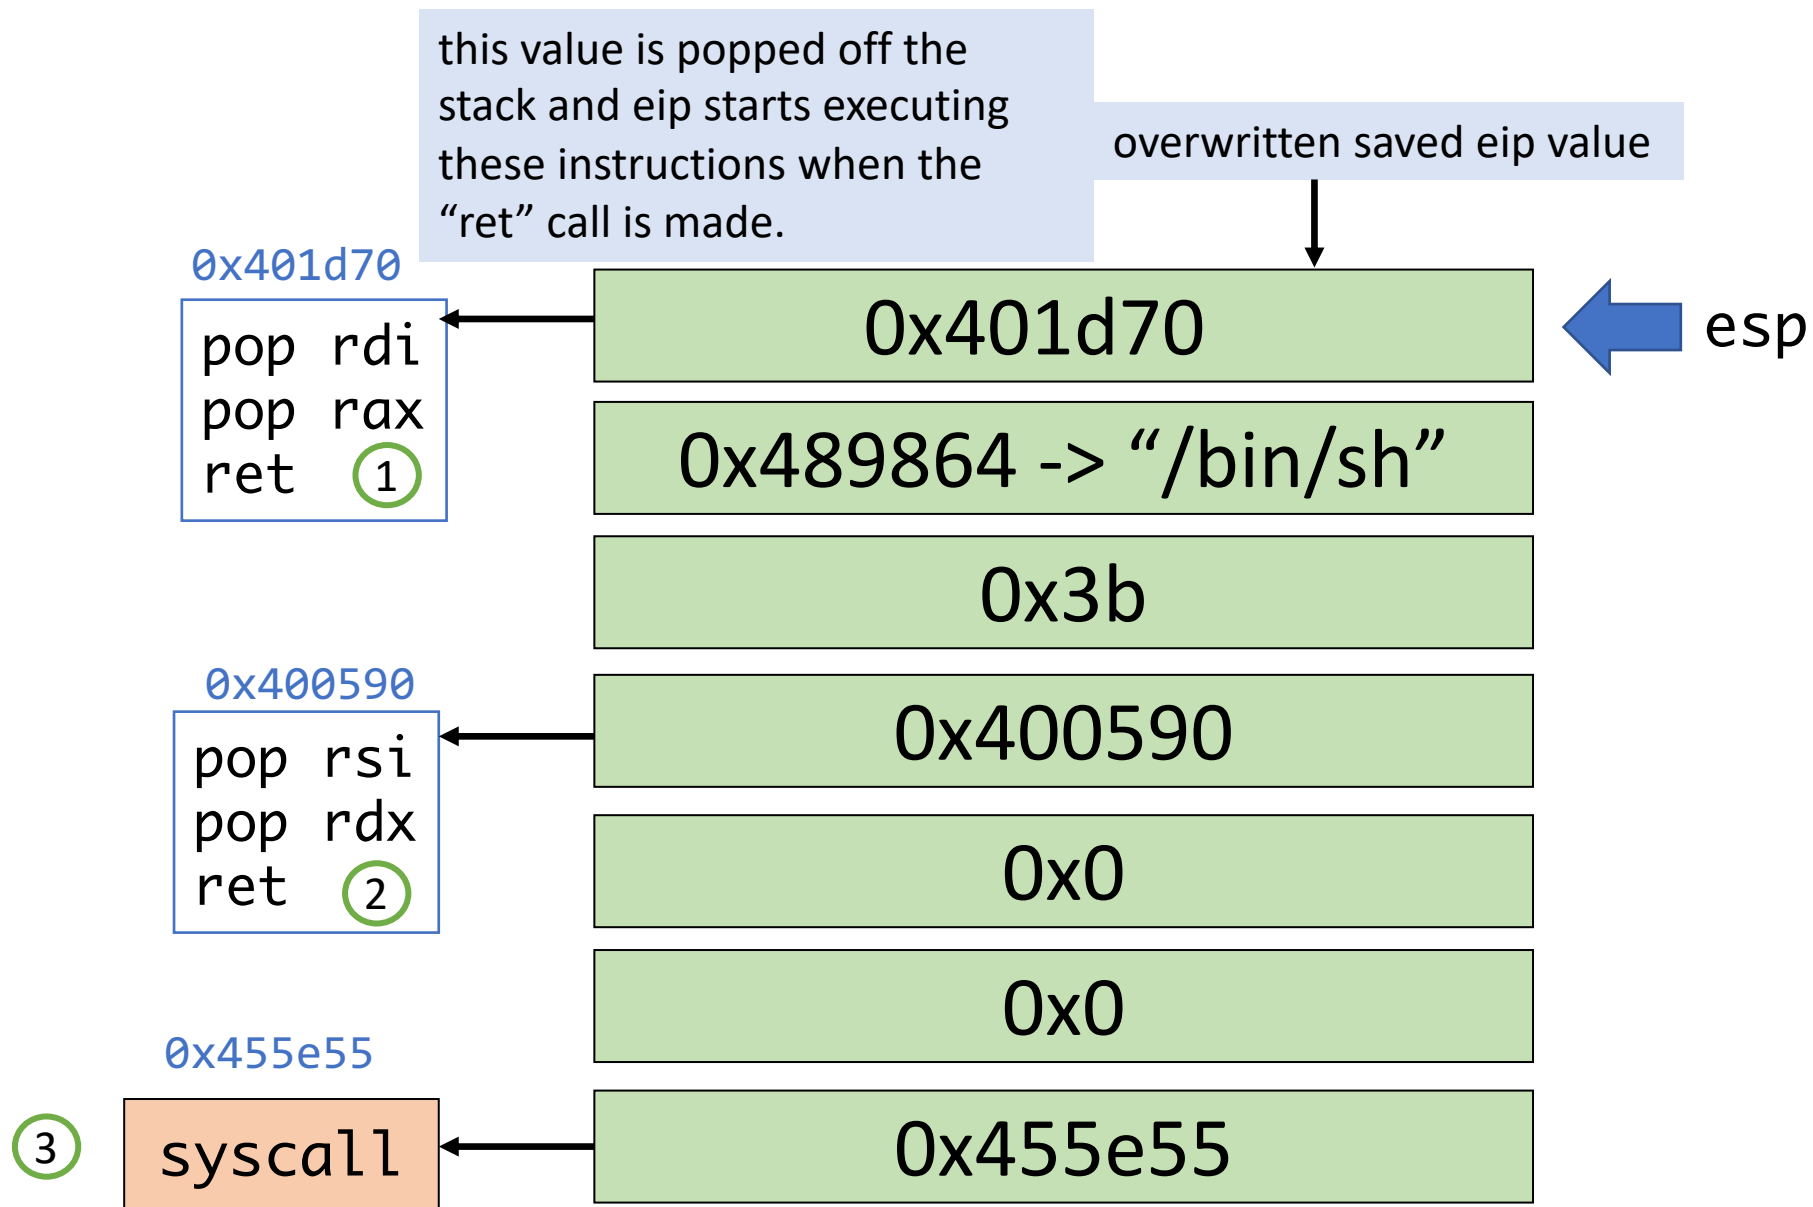 this value is popped off the
stack and eip starts executing
these instructions when the
“ret” call is made.
overwritten saved eip value
0x401d70
pop rdi
pop rax
ret 1
0x401d70
esp
0x489864 -> “/bin/sh”
0x3b
0x400590
pop rsi
pop rdx
ret 2
0x400590
0x0
0x0
0x455e55
3
syscall
0x455e55